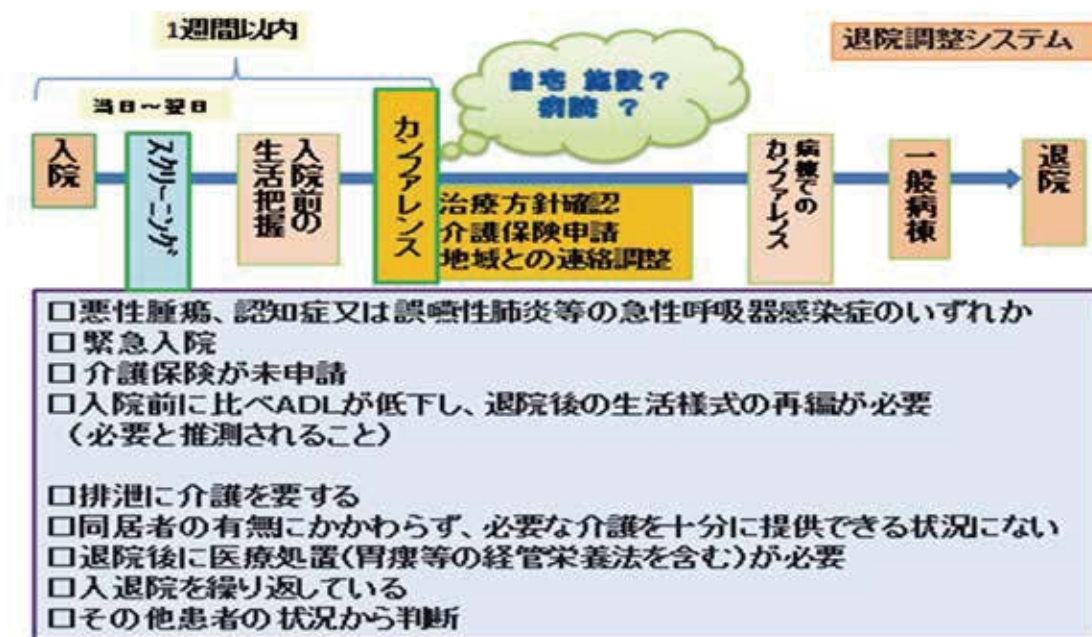 1週間以内
退院調整システム
当日～翌日
自宅 施設?
病院 ?
入院
スクリーニング
入院前の
生活把握
カンファレンス
治療方針確認
介護保険申請
地域との連絡調整
病棟での
カンファレンス
一般病棟
退院
□悪性腫瘍、認知症又は誤嚥性肺炎等の急性呼吸器感染症のいずれか
□緊急入院
□介護保険が未申請
□入院前に比べADLが低下し、退院後の生活様式の再編が必要
（必要と推測されること）
□排泄に介護を要する
□同居者の有無にかかわらず、必要な介護を十分に提供できる状況にない
□退院後に医療処置(胃瘻等の経管栄養法を含む)が必要
□入退院を繰り返している
□その他患者の状況から判断